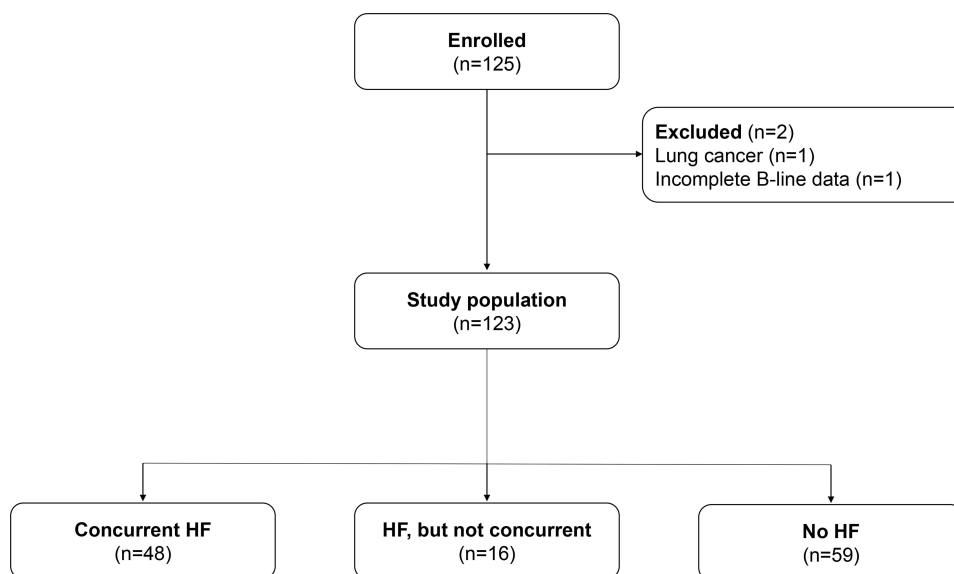 Enrolled
(n=125)
Excluded (n=2)
Lung cancer (n=1)
Incomplete B-line data (n=1)
Study population
(n=123)
Concurrent HF
(n=48)
HF, but not concurrent
(n=16)
No HF
(n=59)